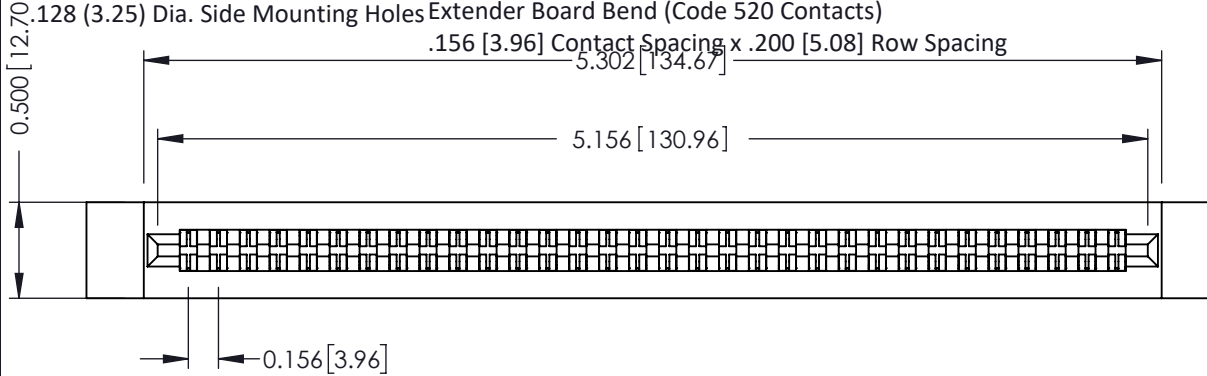 .128 (3.25) Dia. Side Mounting Holes
Extender Board Bend (Code 520 Contacts)
.156 [3.96] Contact Spacing x .200 [5.08] Row Spacing
5.302[134.67]
0.500[12.70
5.156[130.96]
0.156[3.96]